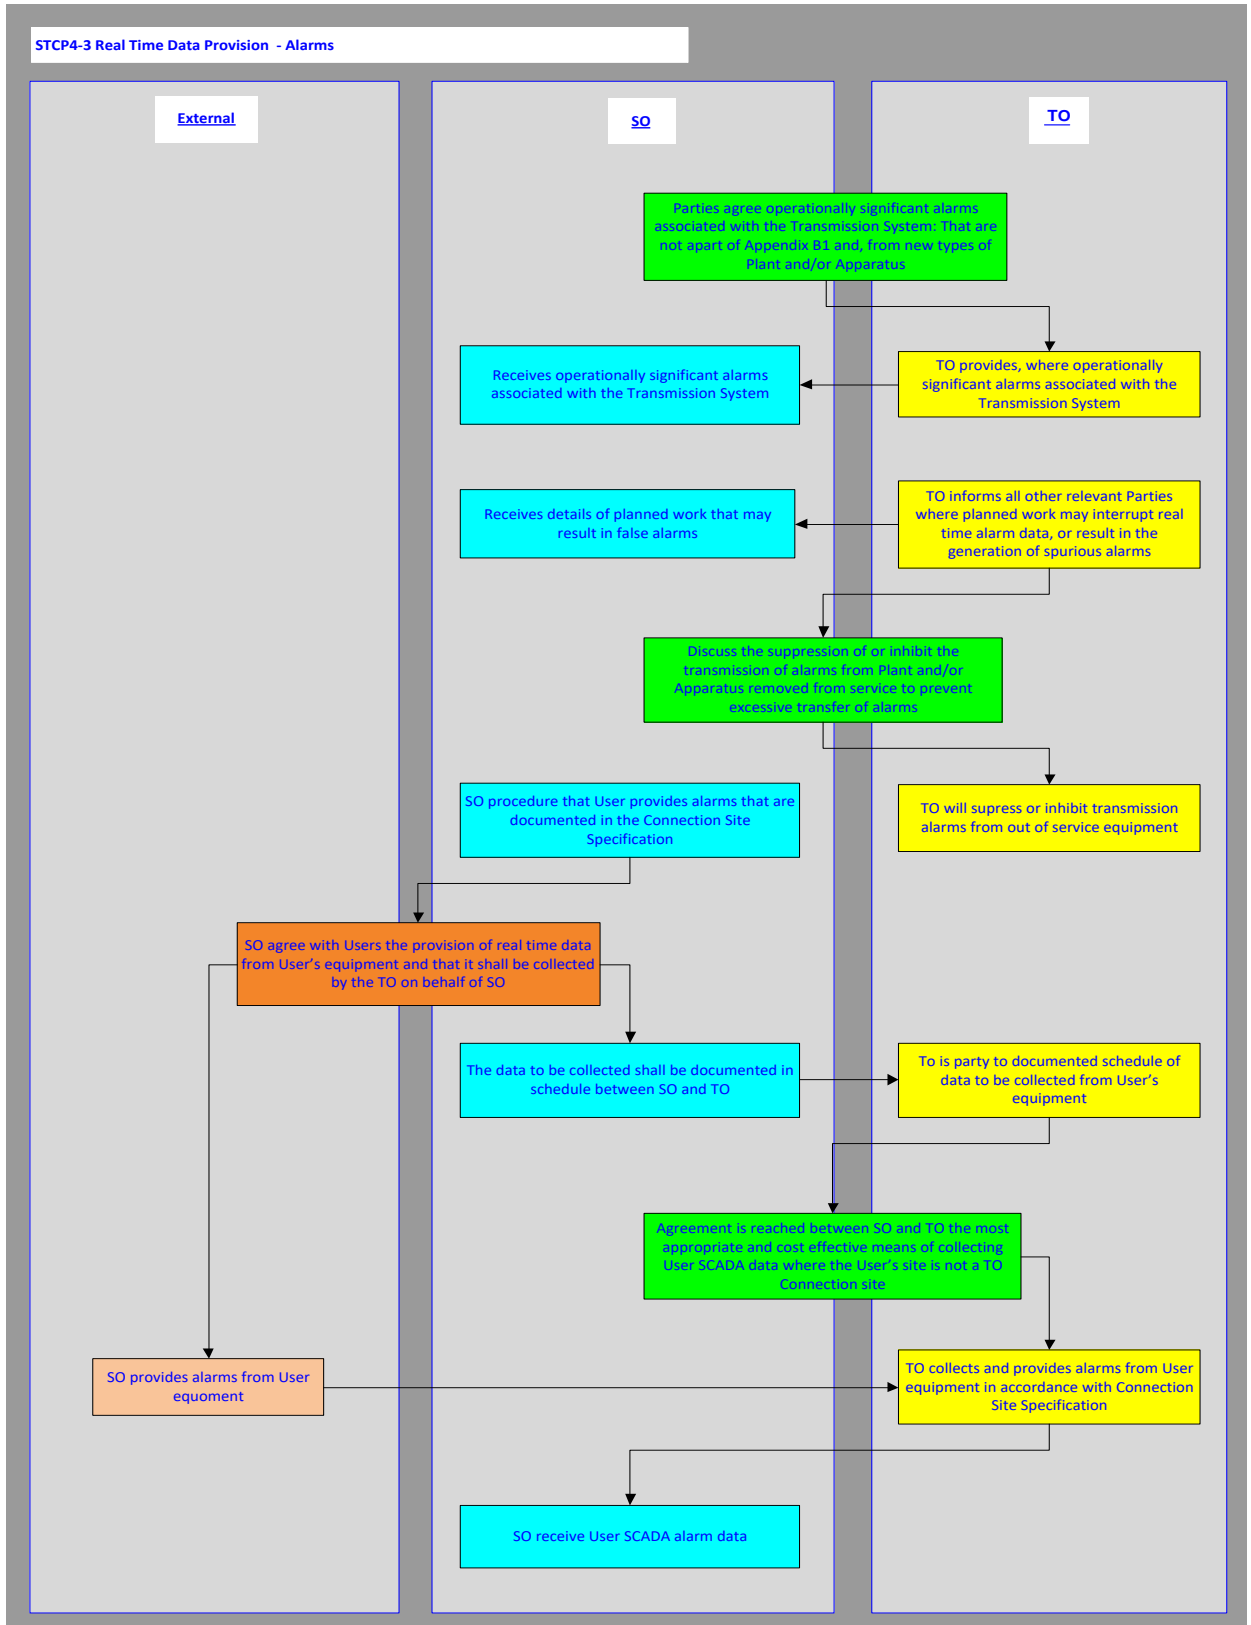 STCP4-3 Real Time Data Provision - Alarms
External
SO
TO
Parties agree operationally significant alarms
associated with the Transmission System: That are
not apart of Appendix B1 and, from new types of
Plant and/or Apparatus
Receives operationally significant alarms
associated with the Transmission System
TO provides, where operationally
significant alarms associated with the
Transmission System
Receives details of planned work that may
result in false alarms
TO informs all other relevant Parties
where planned work may interrupt real
time alarm data, or result in the
generation of spurious alarms
Discuss the suppression of or inhibit the
transmission of alarms from Plant and/or
Apparatus removed from service to prevent
excessive transfer of alarms
SO procedure that User provides alarms that are
documented in the Connection Site
Specification
TO will supress or inhibit transmission
alarms from out of service equipment
SO agree with Users the provision of real time data
from User's equipment and that it shall be collected
by the TO on behalf of SO
The data to be collected shall be documented in
schedule between SO and TO
To is party to documented schedule of
data to be collected from User's
equipment
Agreement is reached between SO and TO the most
appropriate and cost effective means of collecting
User SCADA data where the User's site is not a TO
Connection site
SO provides alarms from User
equoment
TO collects and provides alarms from User
equipment in accordance with Connection
Site Specification
SO receive User SCADA alarm data